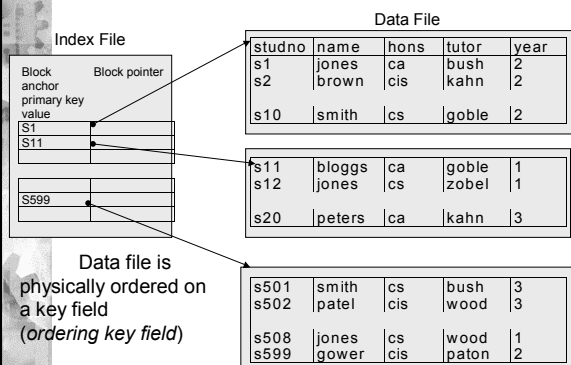 Data File
Index File
Block anchor primary key value
Block pointer
S1
S11
S599
studno name hons tutor year
s1 jones ca bush 2
s2 brown cis kahn 2
s10 smith cs goble 2
s11 bloggs ca goble 1
s12 jones cs zobel 1
s20 peters ca kahn 3
s501 smith cs bush 3
s502 patel cis wood 3
s508 jones cs wood 1
s599 gower cis paton 2
Data file is
physically ordered on
a key field
(ordering key field)